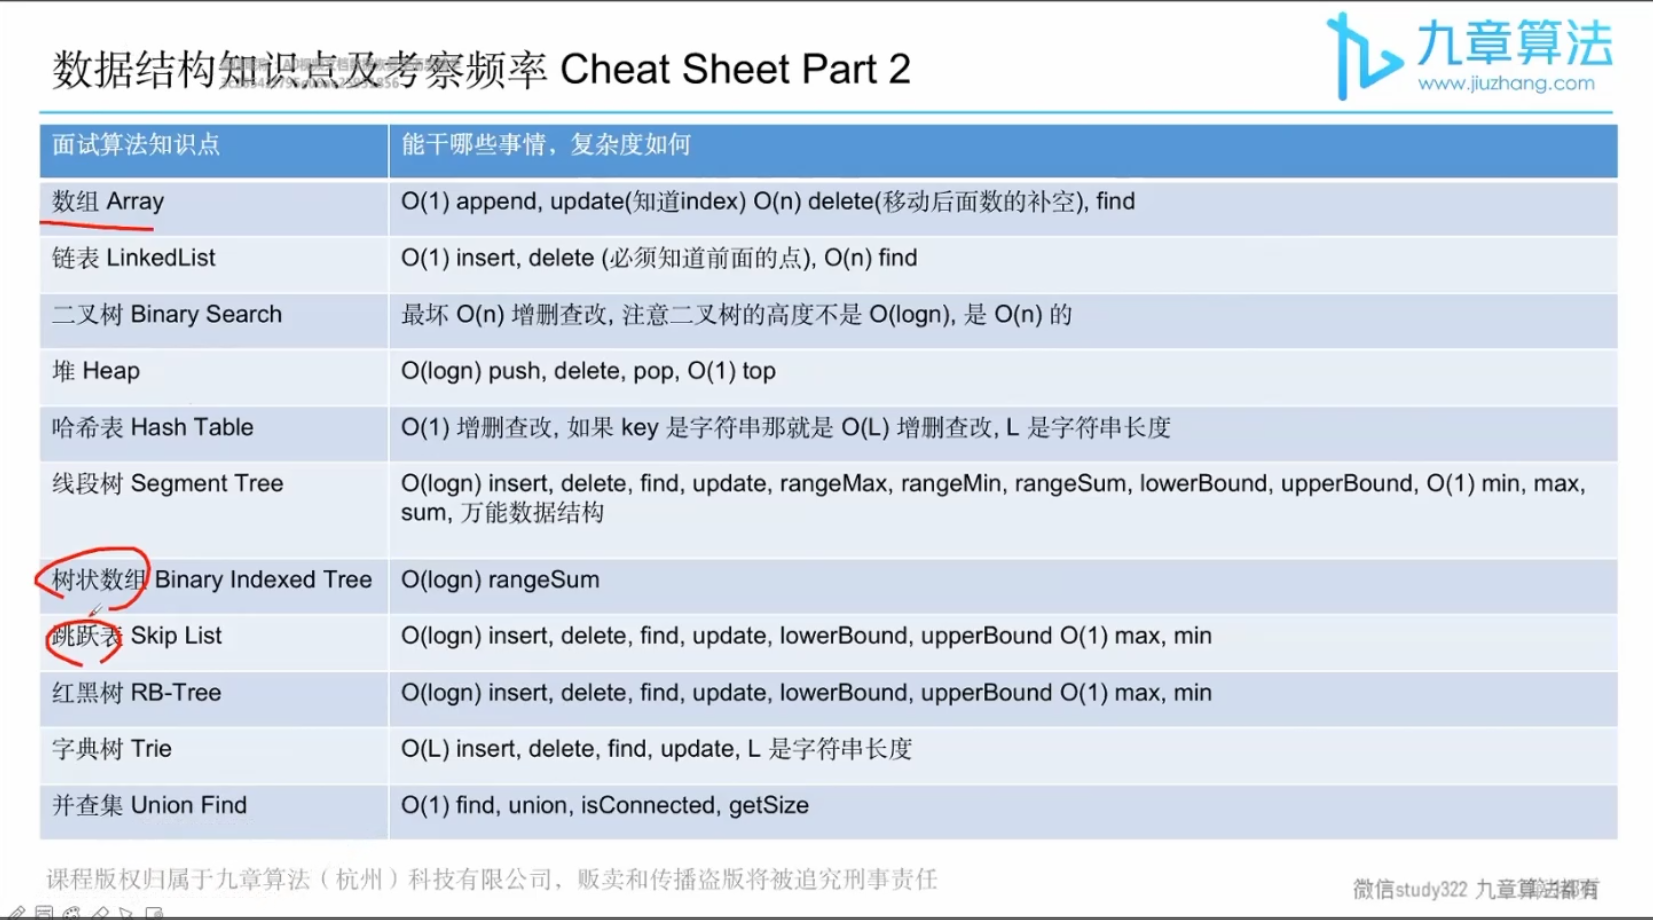 九章算法
www.jiuzhang.com
数据结构知识点及考察频率 Cheat Sheet Part 2
面试算法知识点 能干哪些事情，复杂度如何
数组 Array O(1) append, update(知道index) O(n) delete(移动后面数的补空), find
链表 LinkedList O(1) insert, delete (必须知道前面的点), O(n) find
二叉树 Binary Search 最坏 O(n) 增删查改, 注意二叉树的高度不是 O(logn), 是 O(n) 的
堆 Heap O(logn) push, delete, pop, O(1) top
哈希表 Hash Table O(1) 增删查改, 如果 key 是字符串那就是 O(L) 增删查改, L 是字符串长度
线段树 Segment Tree O(logn) insert, delete, find, update, rangeMax, rangeMin, rangeSum, lowerBound, upperBound, O(1) min, max,
sum, 万能数据结构
树状数组 Binary Indexed Tree O(logn) rangeSum
跳跃表 Skip List O(logn) insert, delete, find, update, lowerBound, upperBound O(1) max, min
红黑树 RB-Tree O(logn) insert, delete, find, update, lowerBound, upperBound O(1) max, min
字典树 Trie O(L) insert, delete, find, update, L 是字符串长度
并查集 Union Find O(1) find, union, isConnected, getSize
课程版权归属于九章算法（杭州）科技有限公司，贩卖和传播盗版将被追究刑事责任
微信study322 九章算法都有